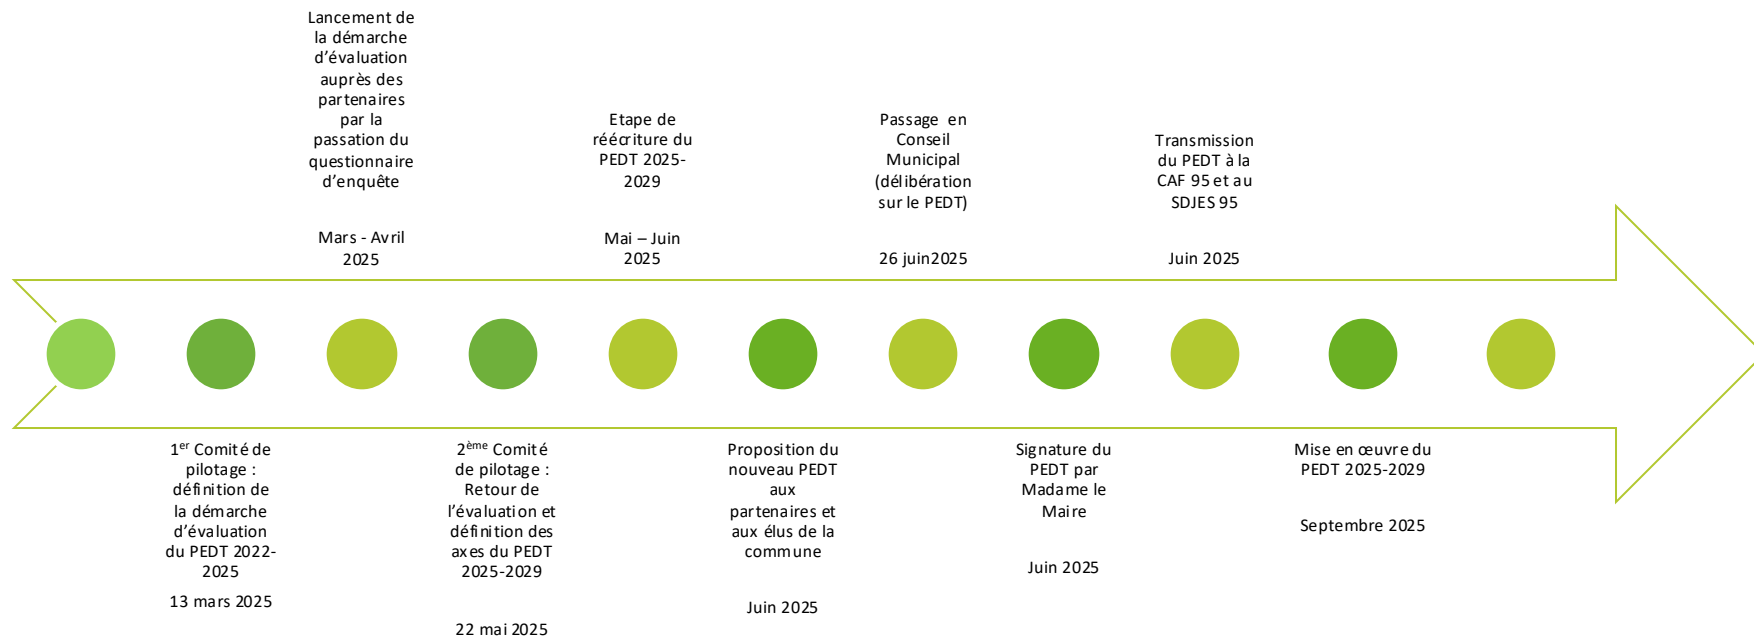 Lancement de
la démarche
d’évaluation
auprès des
partenaires
par la
passation du
questionnaire
d’enquête
Mars - Avril
2025
Etape de
réécriture du
PEDT 2025-
2029
Mai – Juin
2025
Passage en
Conseil
Municipal
(délibération
sur le PEDT)
26 juin2025
Transmission
du PEDT à la
CAF 95 et au
SDJES 95
Juin 2025
1er Comité de
pilotage :
définition de
la démarche
d’évaluation
du PEDT 2022-
2025
13 mars 2025
2ème Comité
de pilotage :
Retour de
l’évaluation et
définition des
axes du PEDT
2025-2029
22 mai 2025
Proposition du
nouveau PEDT
aux
partenaires et
aux élus de la
commune
Juin 2025
Signature du
PEDT par
Madame le
Maire
Juin 2025
Mise en œuvre du
PEDT 2025-2029
Septembre 2025